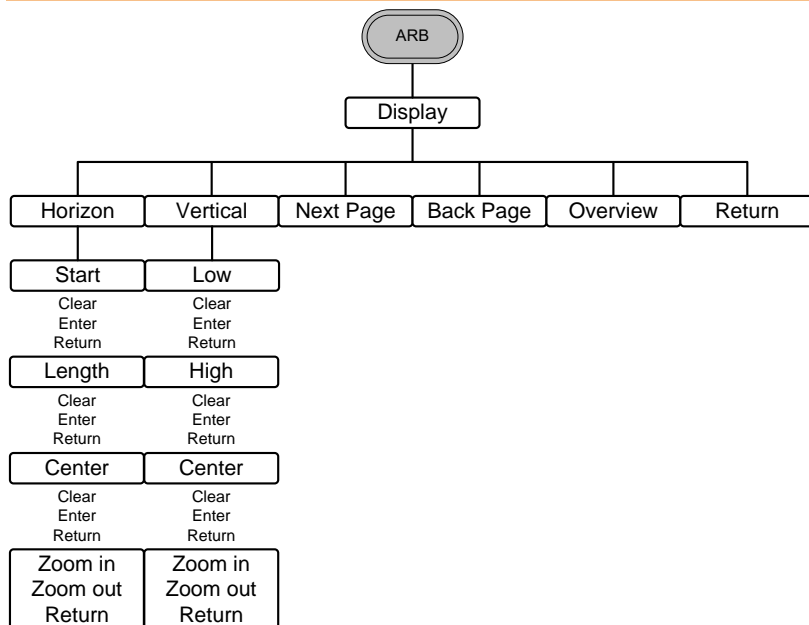 ARB
Display
Horizon Vertical Next Page Back Page Overview Return
Start Low
Clear Clear
Enter Enter
Return Return
Length High
Clear Clear
Enter Enter
Return Return
Center Center
Clear Clear
Enter Enter
Return Return
Zoom in Zoom in
Zoom out Zoom out
Return Return